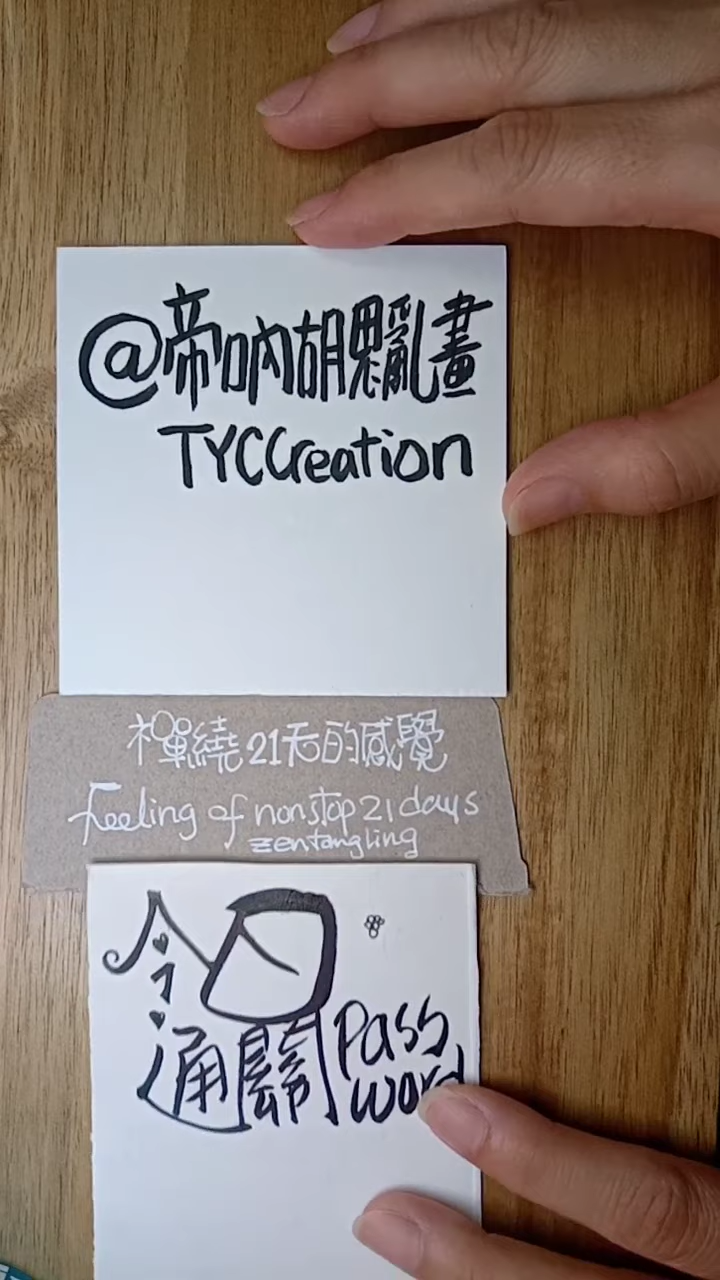 @帝吶胡顆亂畫
TYCCreation
禪繞21天的感覺
Feeling of nonstop 21 days
zentangling
今日
通關 Pass
word